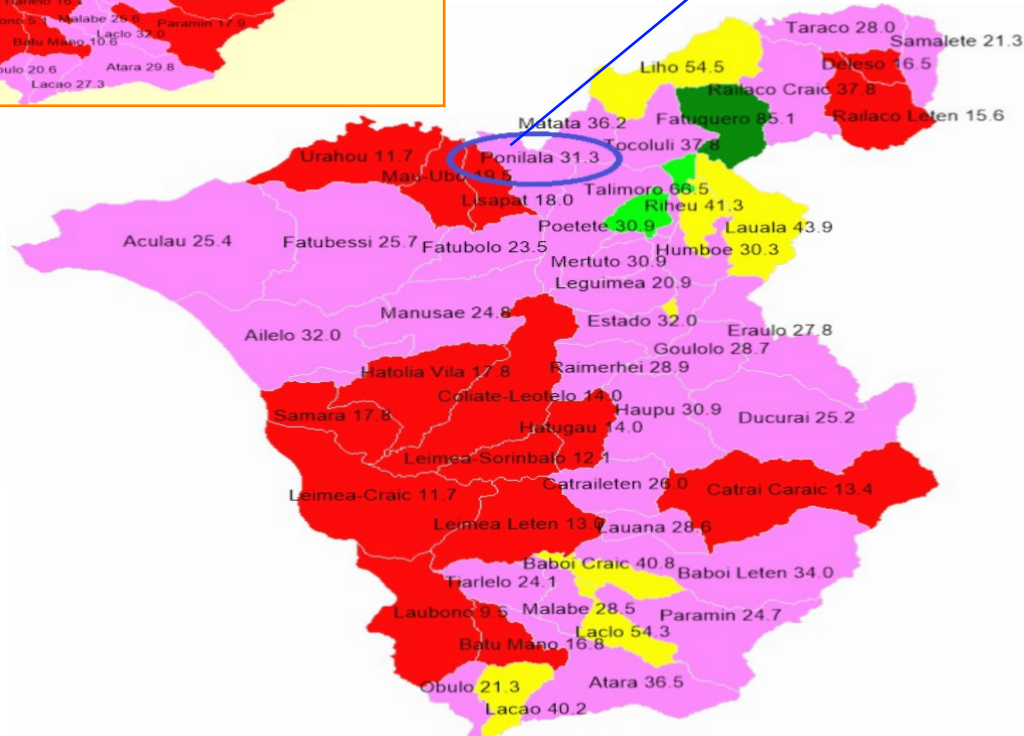 Malabe 25.6
Paramin 17.9
Laclo 32.0
Batu Mano 10.6
Atara 29.8
Lacao 27.3
Taraco 28.0
Samalete 21.3
Liho 54.5
Deleso 16.5
Railaco Craic 37.8
Matata 36.2
Fatuquero 85.1
Railaco Leten 15.6
Tocoluli 37.8
Urahou 11.7
Ponilala 31.3
Mau-Ubo 19.5
Talimoro 66.5
Lisapat 18.0
Riheu 41.3
Poetete 30.9
Lauala 43.9
Aculau 25.4
Fatubessi 25.7
Fatubolo 23.5
Humboe 30.3
Mertuto 30.9
Leguimea 20.9
Manusae 24.8
Estado 32.0
Eraulo 27.8
Ailelo 32.0
Goulolo 28.7
Hatolia Vila 17.8
Raimerhei 28.9
Coliate-Leotelo 14.0
Samara 17.8
Haupu 30.9
Ducurai 25.2
Hatugau 14.0
Leimea-Sorinbalo 12.1
Catraileten 26.0
Catrai Caraic 13.4
Leimea-Craic 11.7
Leimea Leten 13.0
Lauana 28.6
Baboi Craic 40.8
Baboi Leten 34.0
Tiarlelo 24.1
Laubono 9.5
Malabe 28.5
Paramin 24.7
Laclo 54.3
Batu Mano 16.8
Obulo 21.3
Atara 36.5
Lacao 40.2